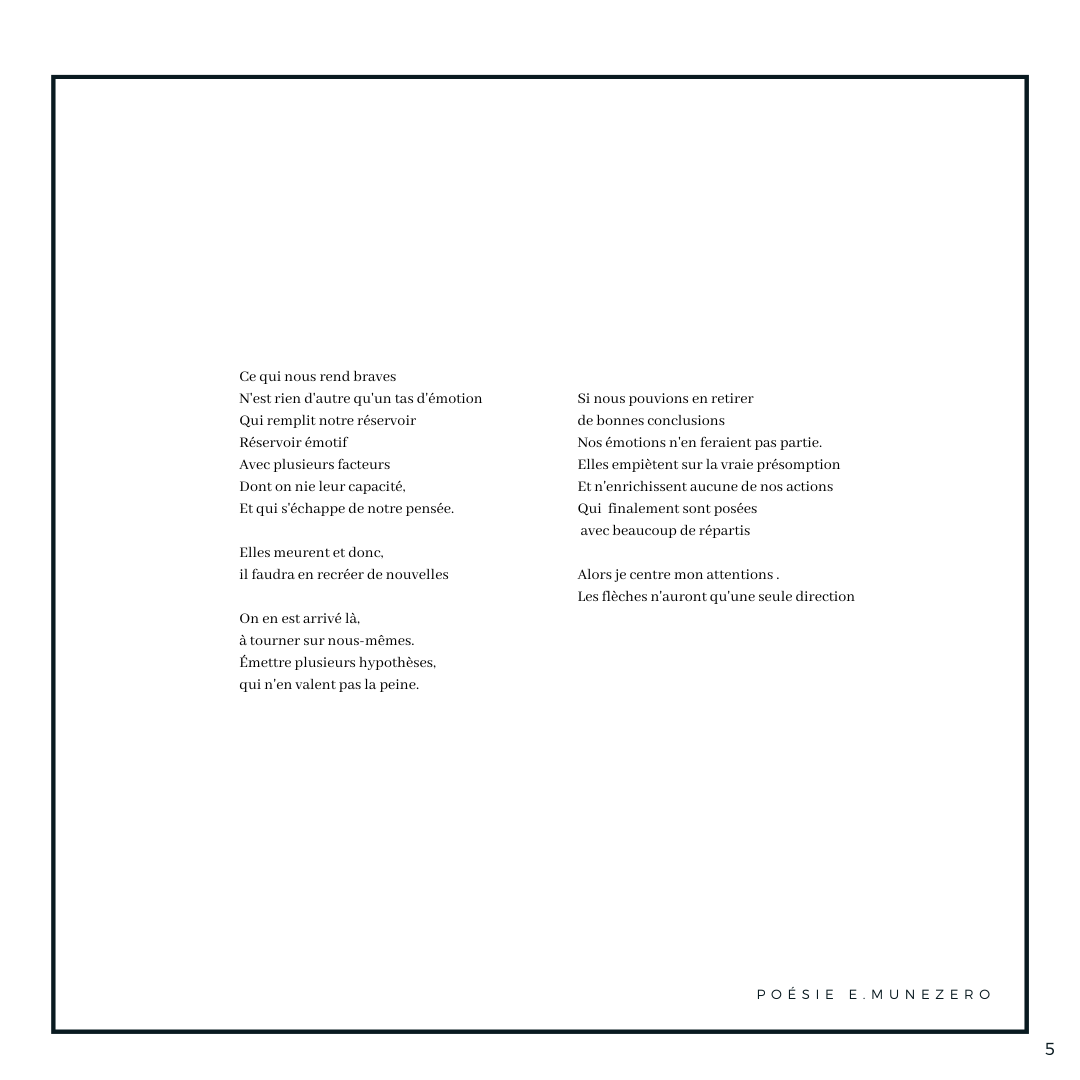 Ce qui nous rend braves
N'est rien d'autre qu'un tas d'émotion
Qui remplit notre réservoir
Réservoir émotif
Avec plusieurs facteurs
Dont on nie leur capacité,
Et qui s'échappe de notre pensée.
Elles meurent et donc,
il faudra en recréer de nouvelles
On en est arrivé là,
à tourner sur nous-mêmes.
Émettre plusieurs hypothèses,
qui n'en valent pas la peine.
Si nous pouvions en retirer
de bonnes conclusions
Nos émotions n'en feraient pas partie.
Elles empiètent sur la vraie présomption
Et n'enrichissent aucune de nos actions
Qui finalement sont posées
avec beaucoup de répartis
Alors je centre mon attentions .
Les flèches n'auront qu'une seule direction
POÉSIE E.MUNEZERO
5